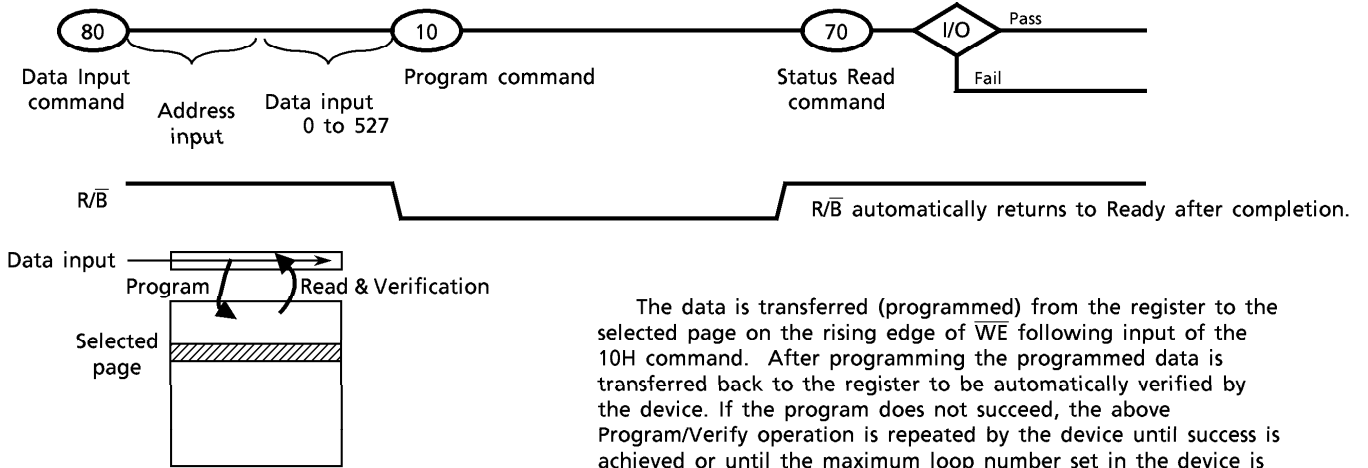 80
10
70
I/O
Pass
Fail
Data Input
command
Address
input
Data input
0 to 527
Program command
Status Read
command
R/B̅
R/B̅ automatically returns to Ready after completion.
Data input
Program
Read & Verification
Selected
page
The data is transferred (programmed) from the register to the
selected page on the rising edge of W̅E̅ following input of the
10H command. After programming the programmed data is
transferred back to the register to be automatically verified by
the device. If the program does not succeed, the above
Program/Verify operation is repeated by the device until success is
achieved or until the maximum loop number set in the device is